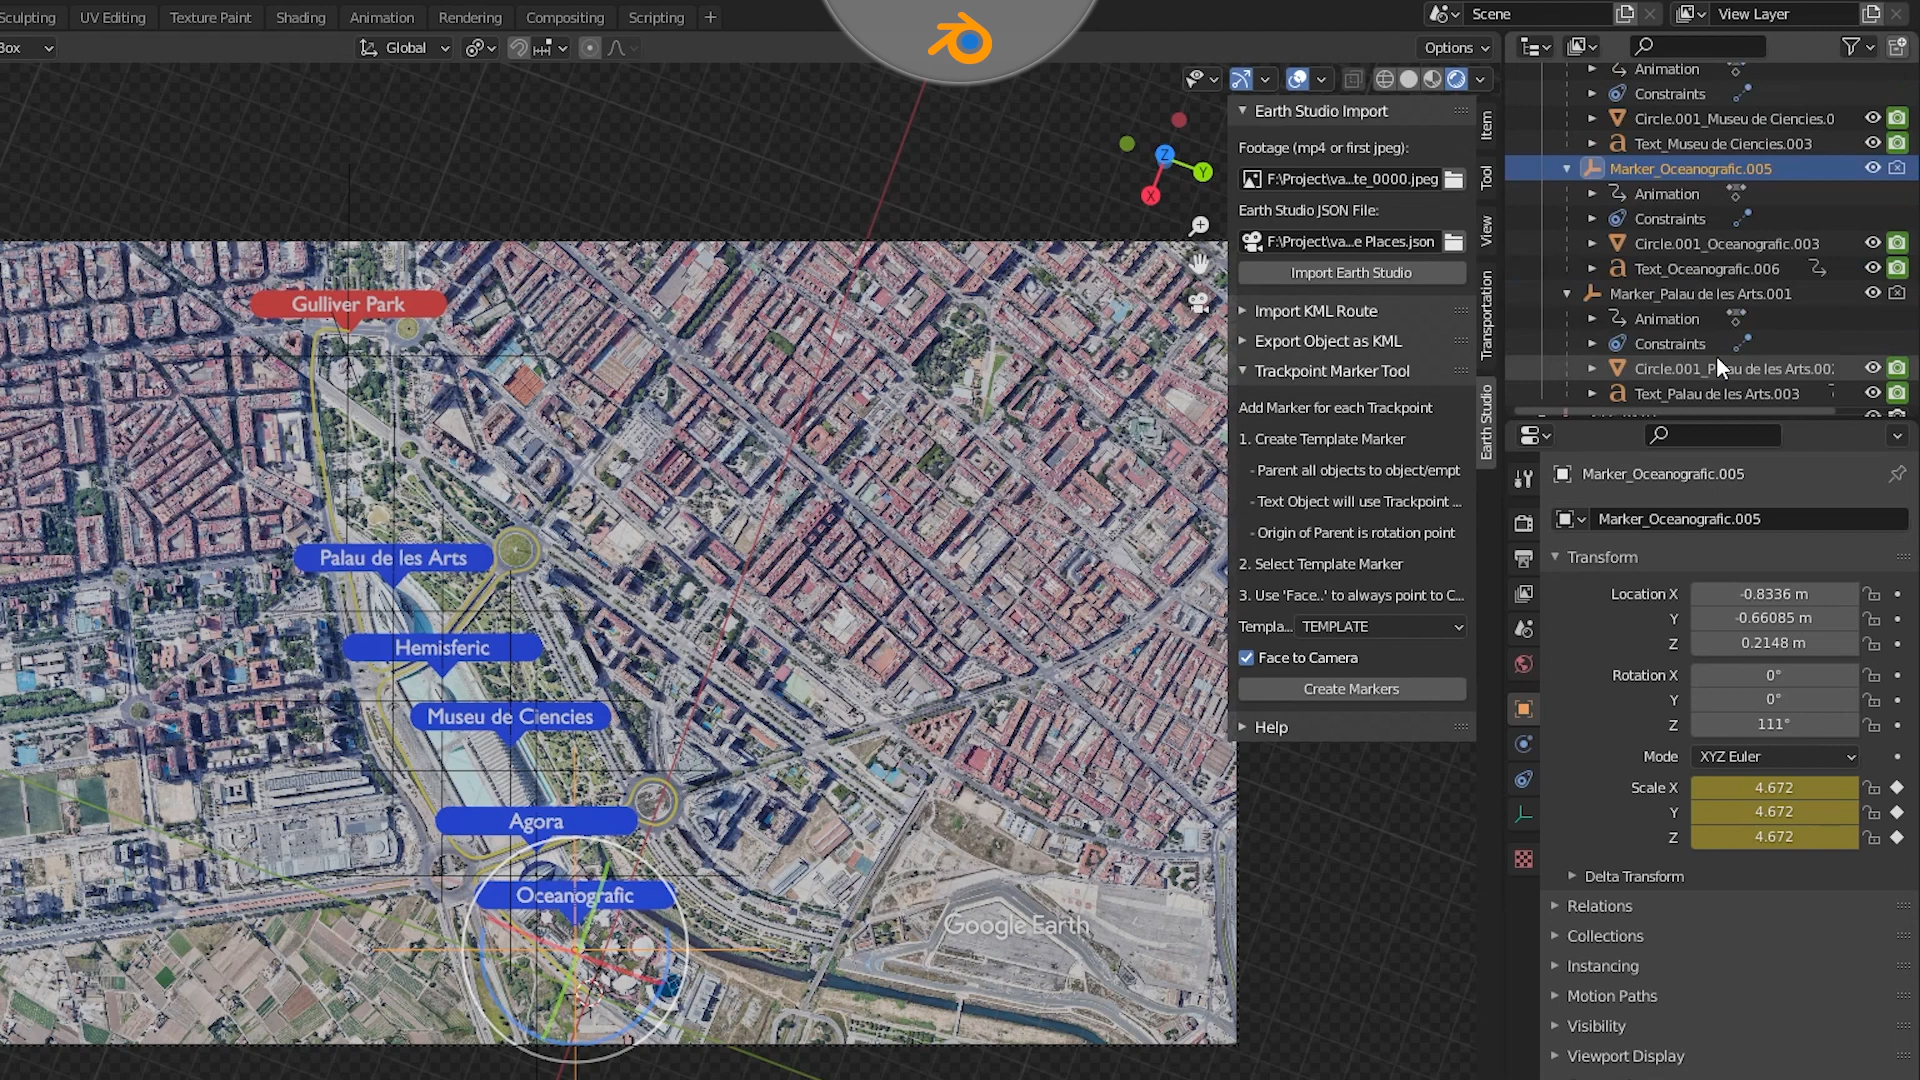 Sculpting UV Editing Texture Paint Shading Animation Rendering Compositing Scripting +
Scene
View Layer
Box
Global
Options
Animation
Constraints
Circle.001_Museu de Ciencies.0
Text_Museu de Ciencies.003
Marker_Oceanografic.005
Animation
Constraints
Circle.001_Oceanografic.003
Text_Oceanografic.006
Marker_Palau de les Arts.001
Animation
Constraints
Text_Palau de les Arts.003
Earth Studio Import
Footage (mp4 or first jpeg):
F:\Project\va...te_0000.jpeg
Earth Studio JSON File:
F:\Project\va...e Places.json
Import Earth Studio
Import KML Route
Export Object as KML
Trackpoint Marker Tool
Add Marker for each Trackpoint
1. Create Template Marker
- Parent all objects to object/empt
- Text Object will use Trackpoint ...
- Origin of Parent is rotation point
2. Select Template Marker
3. Use 'Face..' to always point to C...
Templa... TEMPLATE
Face to Camera
Create Markers
Help
Item
Tool
View
Transportation
Earth Studio
Z
Y
X
Gulliver Park
Palau de les Arts
Hemisferic
Museu de Ciencies
Agora
Oceanografic
Google Earth
Marker_Oceanografic.005
Marker_Oceanografic.005
Transform
Location X -0.8336 m
Y -0.66085 m
Z 0.2148 m
Rotation X 0°
Y 0°
Z 111°
Mode XYZ Euler
Scale X 4.672
Y 4.672
Z 4.672
Delta Transform
Relations
Collections
Instancing
Motion Paths
Visibility
Viewport Display